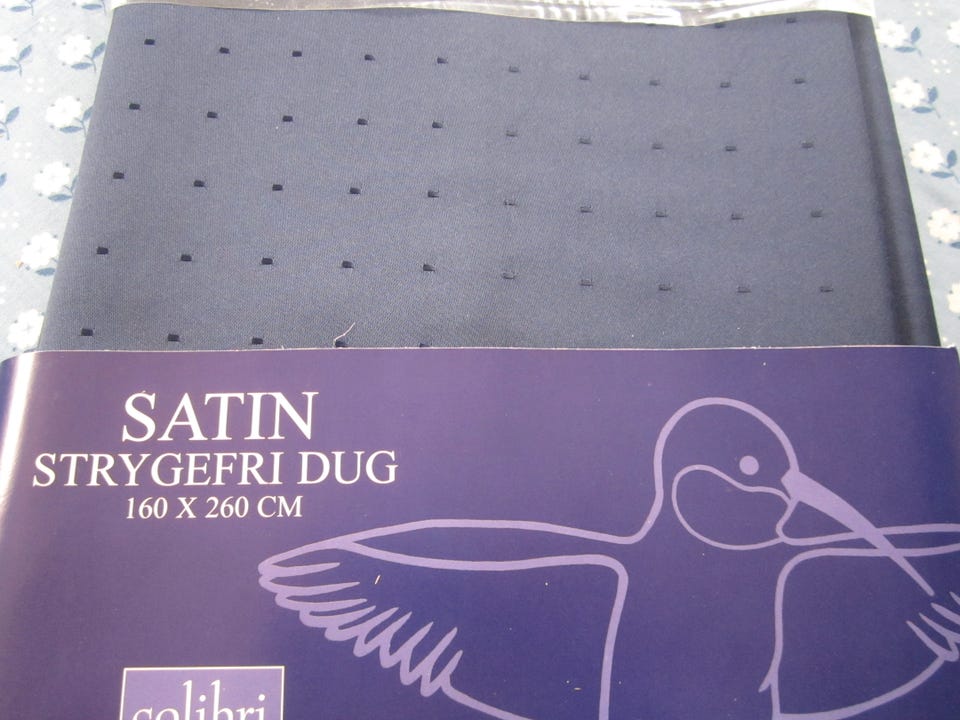 SATIN
STRYGEFRI DUG
160 X 260 CM
colibri